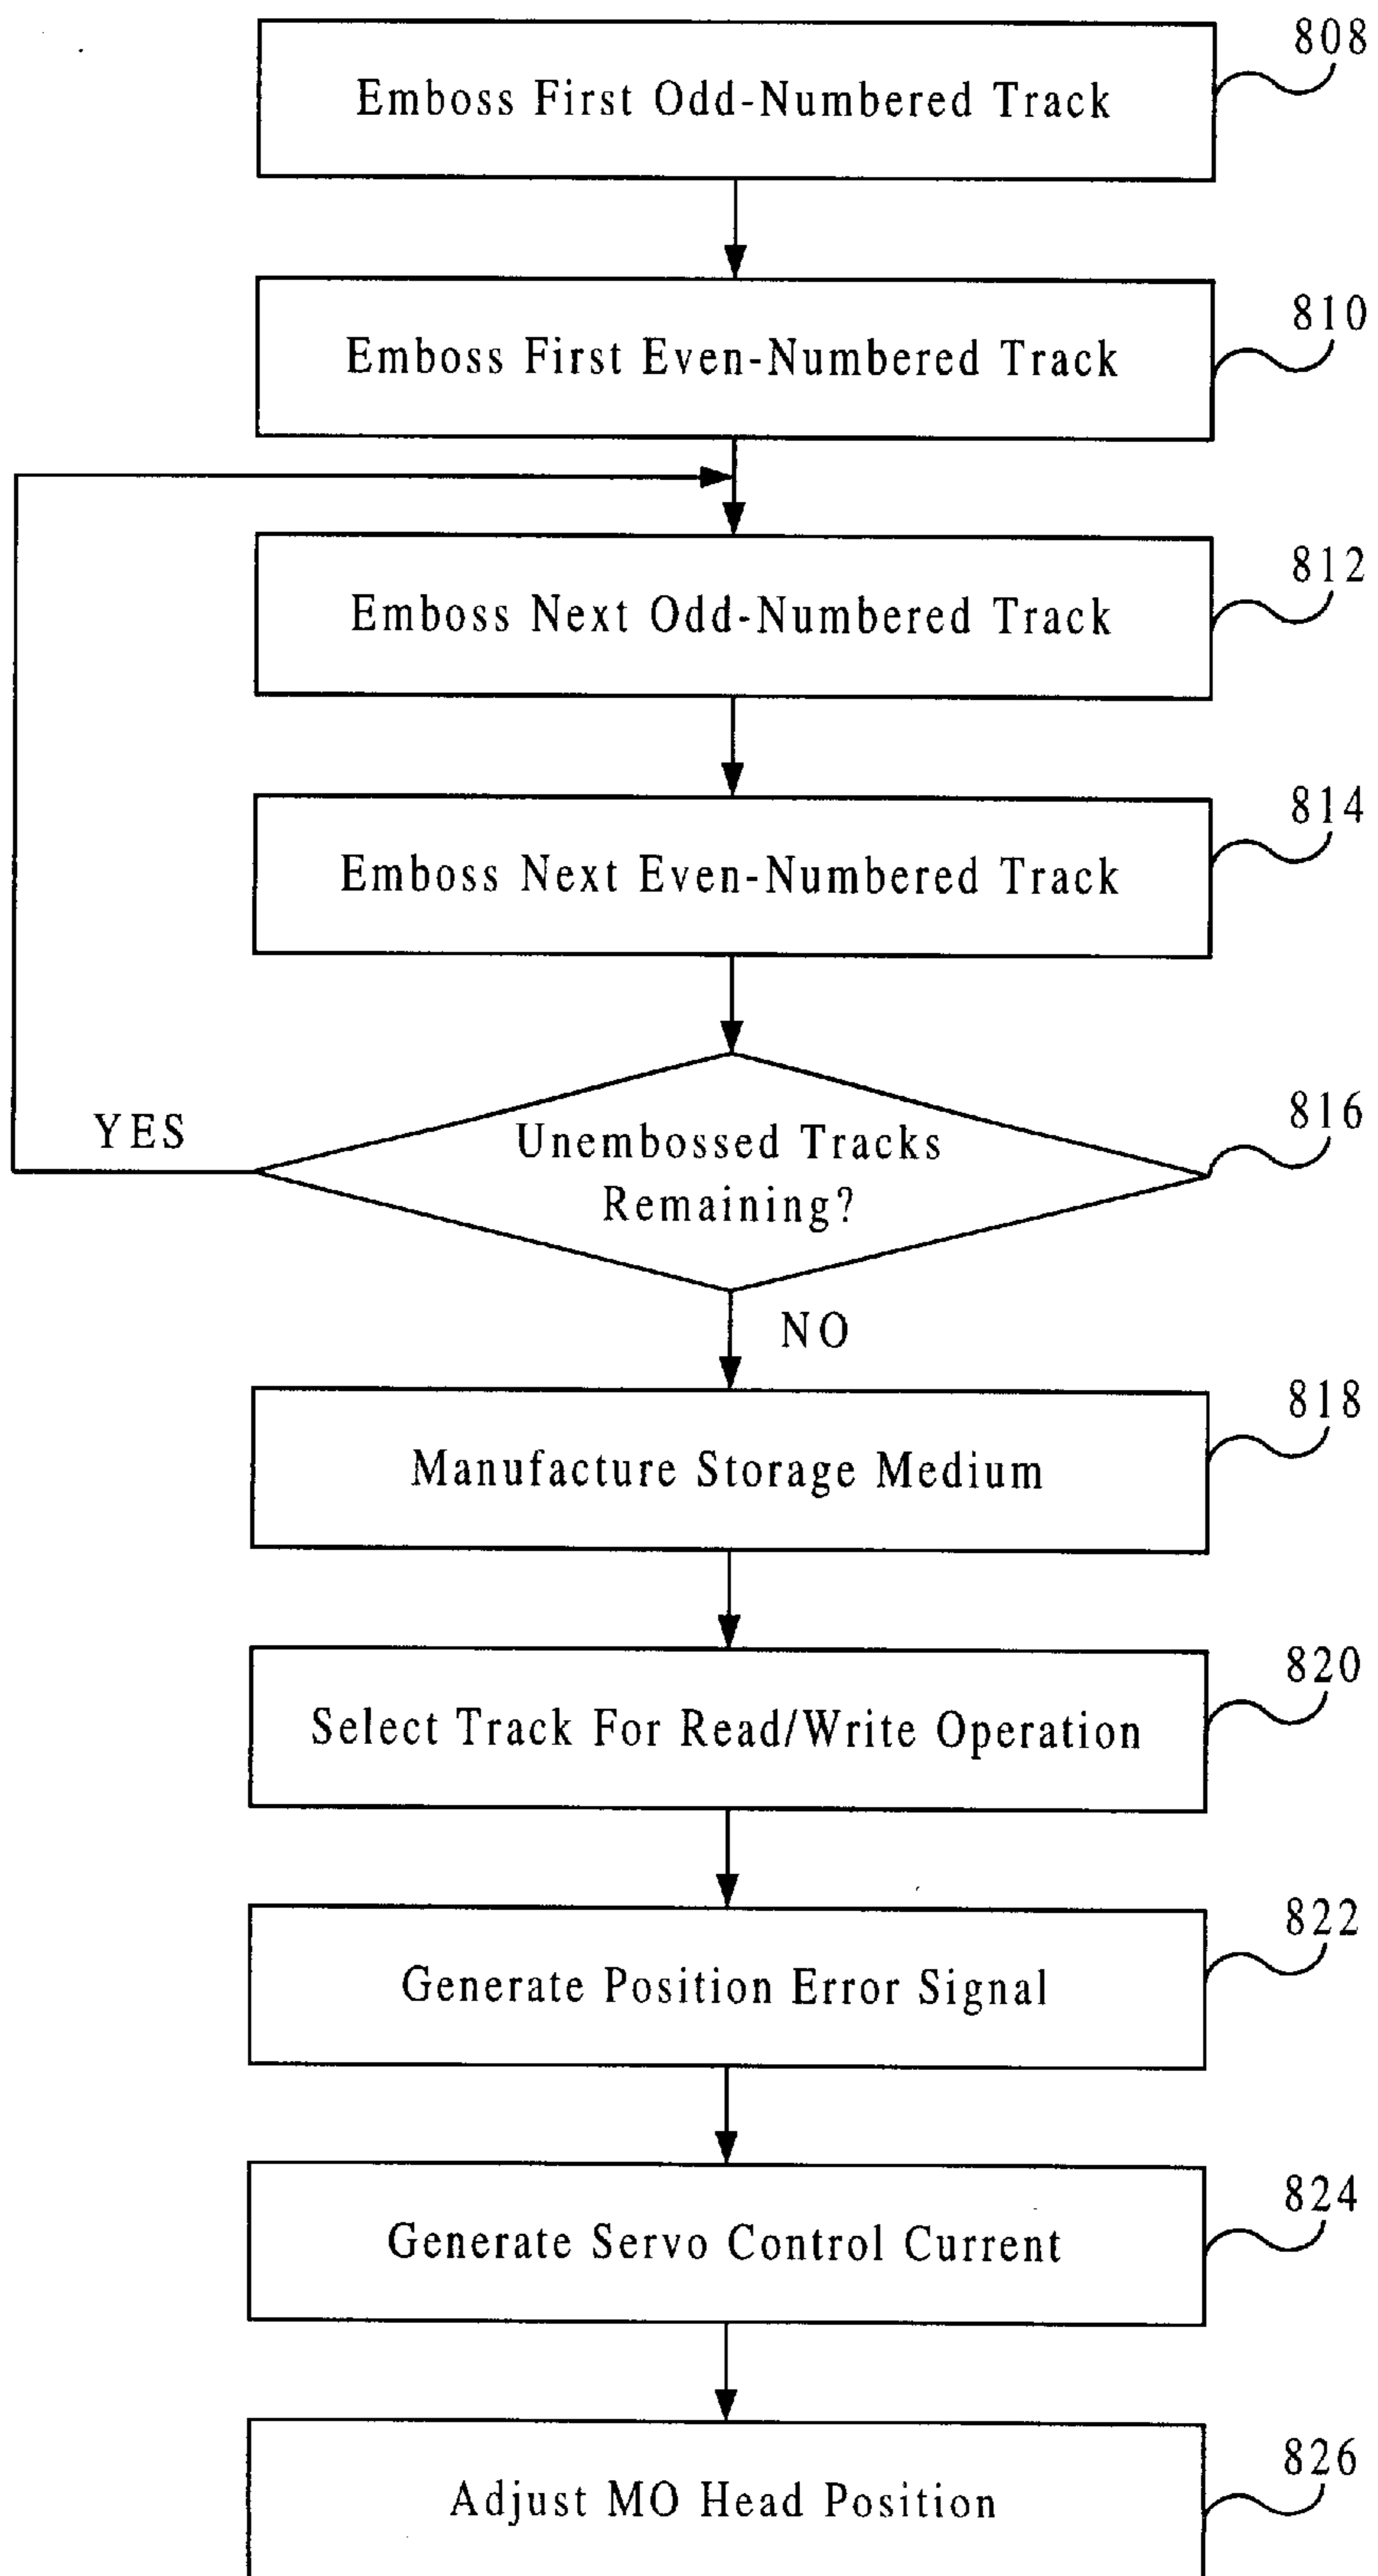 808
Emboss First Odd-Numbered Track
810
Emboss First Even-Numbered Track
812
Emboss Next Odd-Numbered Track
814
Emboss Next Even-Numbered Track
816
YES
Unembossed Tracks
Remaining?
NO
818
Manufacture Storage Medium
820
Select Track For Read/Write Operation
822
Generate Position Error Signal
824
Generate Servo Control Current
826
Adjust MO Head Position